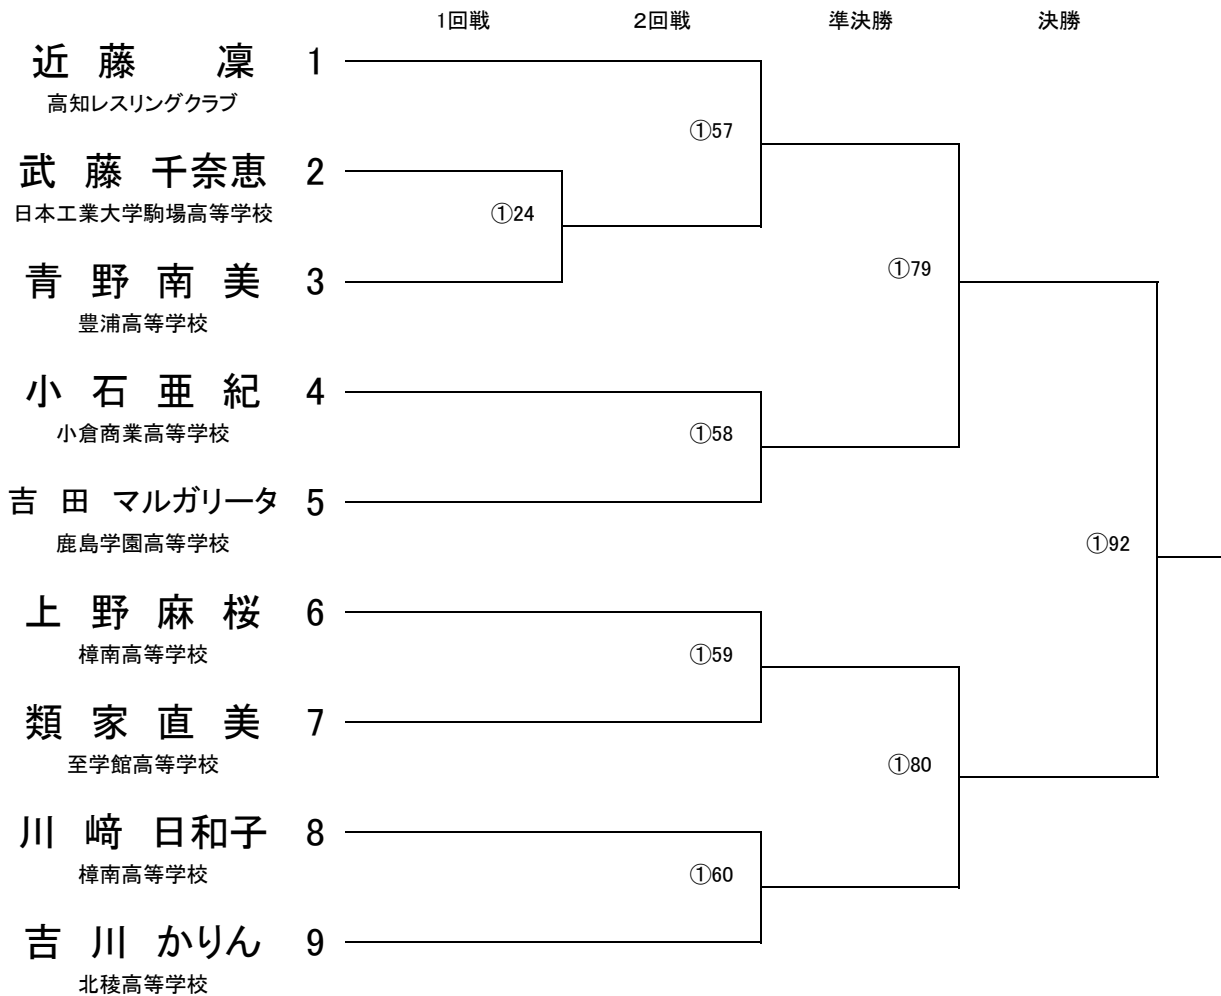 1回戦 2回戦 準決勝 決勝
近 藤 凜 1
高知レスリングクラブ
①57
武 藤 千奈恵 2
日本工業大学駒場高等学校
①24
青 野 南 美 3
豊浦高等学校
①79
小 石 亜 紀 4
小倉商業高等学校
①58
吉 田 マルガリータ 5
鹿島学園高等学校
①92
上 野 麻 桜 6
樟南高等学校
①59
類 家 直 美 7
至学館高等学校
①80
川 﨑 日和子 8
樟南高等学校
①60
吉 川 かりん 9
北稜高等学校